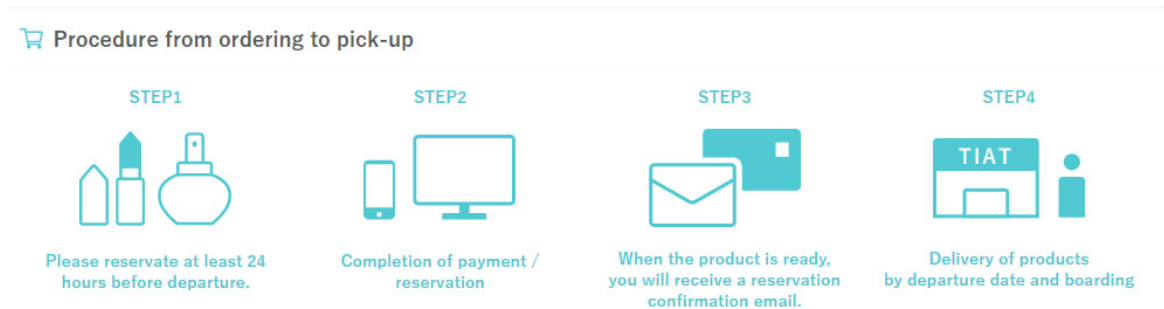 Procedure from ordering to pick-up
STEP1
STEP2
STEP3
STEP4
TIAT
Please reservate at least 24
hours before departure.
Completion of payment /
reservation
When the product is ready,
you will receive a reservation
confirmation email.
Delivery of products
by departure date and boarding